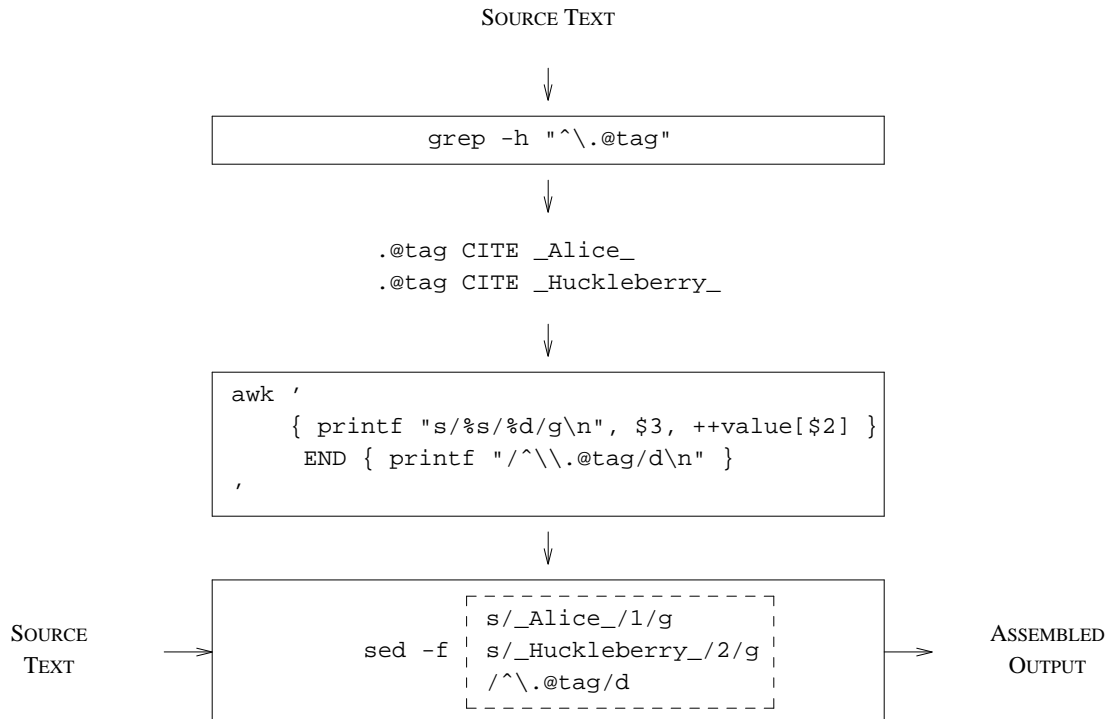 SOURCE TEXT
grep -h "^\.@tag"
.@tag CITE _Alice_
.@tag CITE _Huckleberry_
awk ’
{ printf "s/%s/%d/g\n", $3, ++value[$2] }
END { printf "/^\\.@tag/d\n" }
’
SOURCE
TEXT
sed -f
s/_Alice_/1/g
s/_Huckleberry_/2/g
/^\.@tag/d
ASSEMBLED
OUTPUT